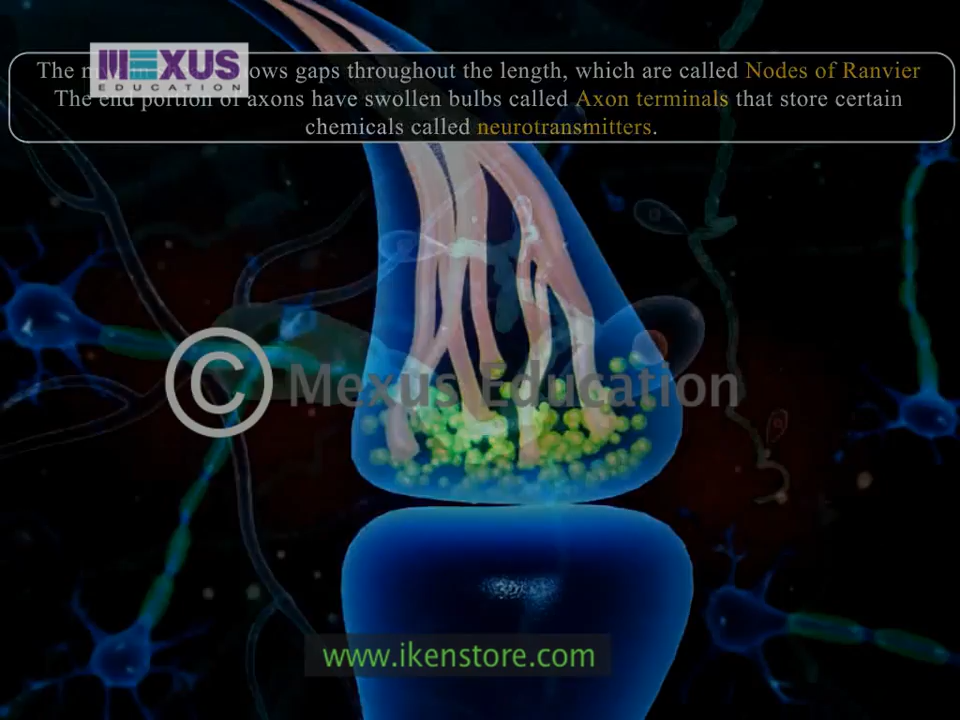 MEXUS
EDUCATION
The m ows gaps throughout the length, which are called Nodes of Ranvier
The end portion of axons have swollen bulbs called Axon terminals that store certain
chemicals called neurotransmitters.
© Mexus Education
www.ikenstore.com